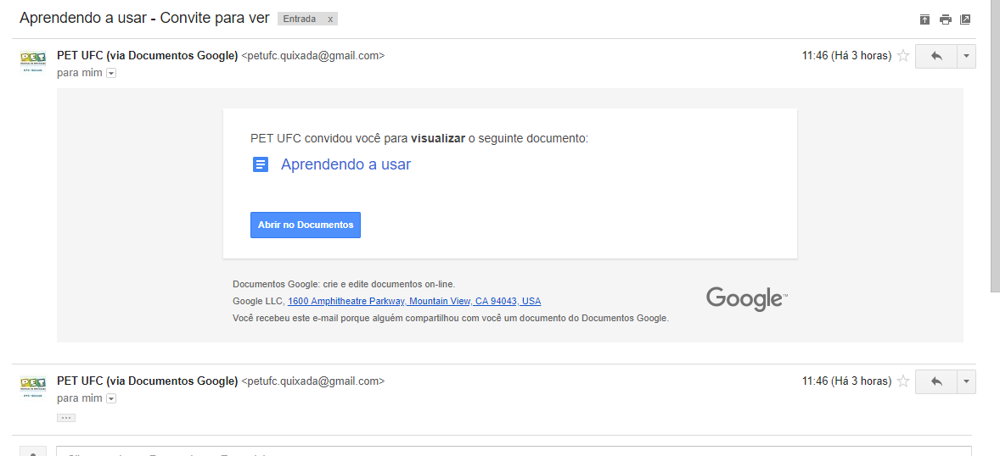 Aprendendo a usar - Convite para ver Entrada x
PET UFC (via Documentos Google) <petufc.quixada@gmail.com> 11:46 (Há 3 horas)
para mim
PET UFC convidou você para visualizar o seguinte documento:
Aprendendo a usar
Abrir no Documentos
Documentos Google: crie e edite documentos on-line.
Google LLC, 1600 Amphitheatre Parkway, Mountain View, CA 94043, USA
Você recebeu este e-mail porque alguém compartilhou com você um documento do Documentos Google.
Google™
PET UFC (via Documentos Google) <petufc.quixada@gmail.com> 11:46 (Há 3 horas)
para mim